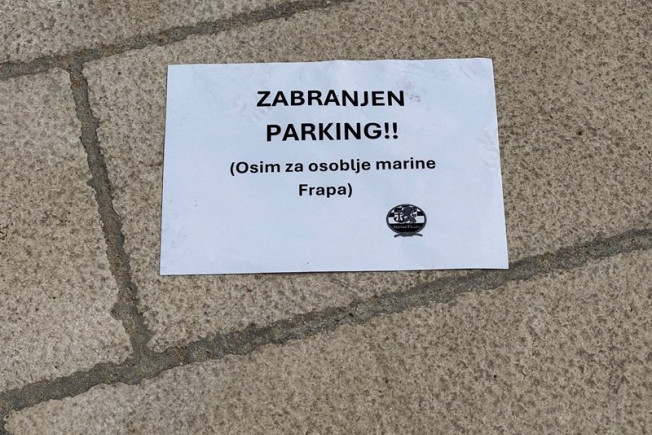 ZABRANJEN
PARKING!!
(Osim za osoblje marine
Frapa)